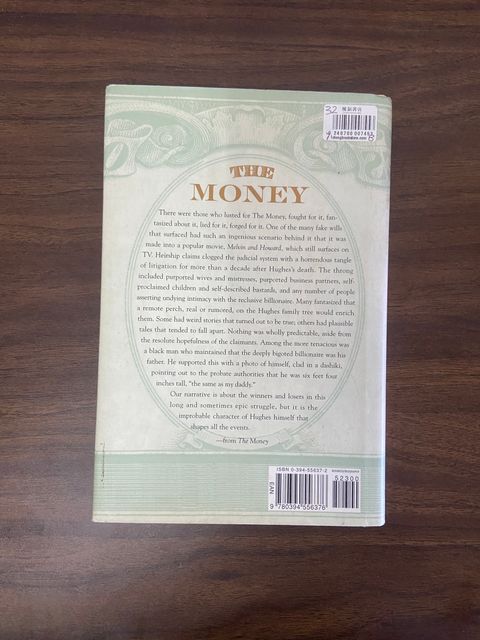 32
9
THE
MONEY
There were those who lusted for The Money, fought for it, fan-
tasized about it, lied for it, forged for it. One of the many fake wills
that surfaced had such an ingenious scenario behind it that it was
made into a popular movie, Melvin and Howard, which still surfaces on
TV. Heirship claims clogged the judicial system with a horrendous tangle
of litigation for more than a decade after Hughes's death. The throng
included purported wives and mistresses, purported business partners, self-
proclaimed children and self-described bastards, and any number of people
asserting undying intimacy with the reclusive billionaire. Many fantasized that
a remote perch, real or rumored, on the Hughes family tree would enrich
them. Some had weird stories that turned out to be true; others had plausible
tales that tended to fall apart. Nothing was wholly predictable, aside from
the resolute hopefulness of the claimants. Among the more tenacious was
a black man who maintained that the deeply bigoted billionaire was his
father. He supported this with a photo of himself, clad in a dashiki,
pointing out to the probate authorities that he was six feet four
inches tall, "the same as my daddy."
Our narrative is about the winners and losers in this
long and sometimes epic struggle, but it is the
improbable character of Hughes himself that
shapes all the events.
—from The Money
ISBN 0-394-55637-2
52300
EAN
9 780394 556376